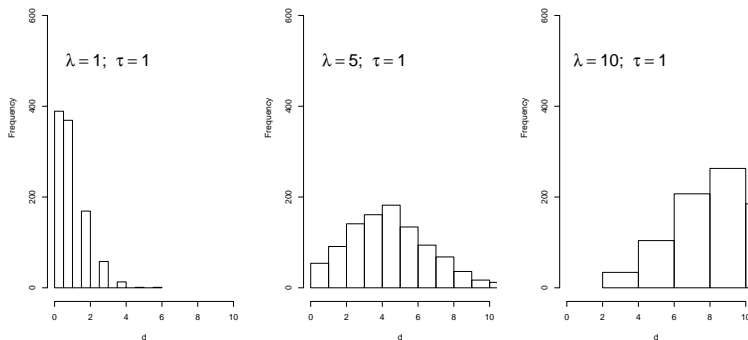 600
400
200
0
Frequency
λ = 1; τ = 1
0 2 4 6 8 10
d
600
400
200
0
Frequency
λ = 5; τ = 1
0 2 4 6 8 10
d
600
400
200
0
Frequency
λ = 10; τ = 1
0 2 4 6 8 10
d